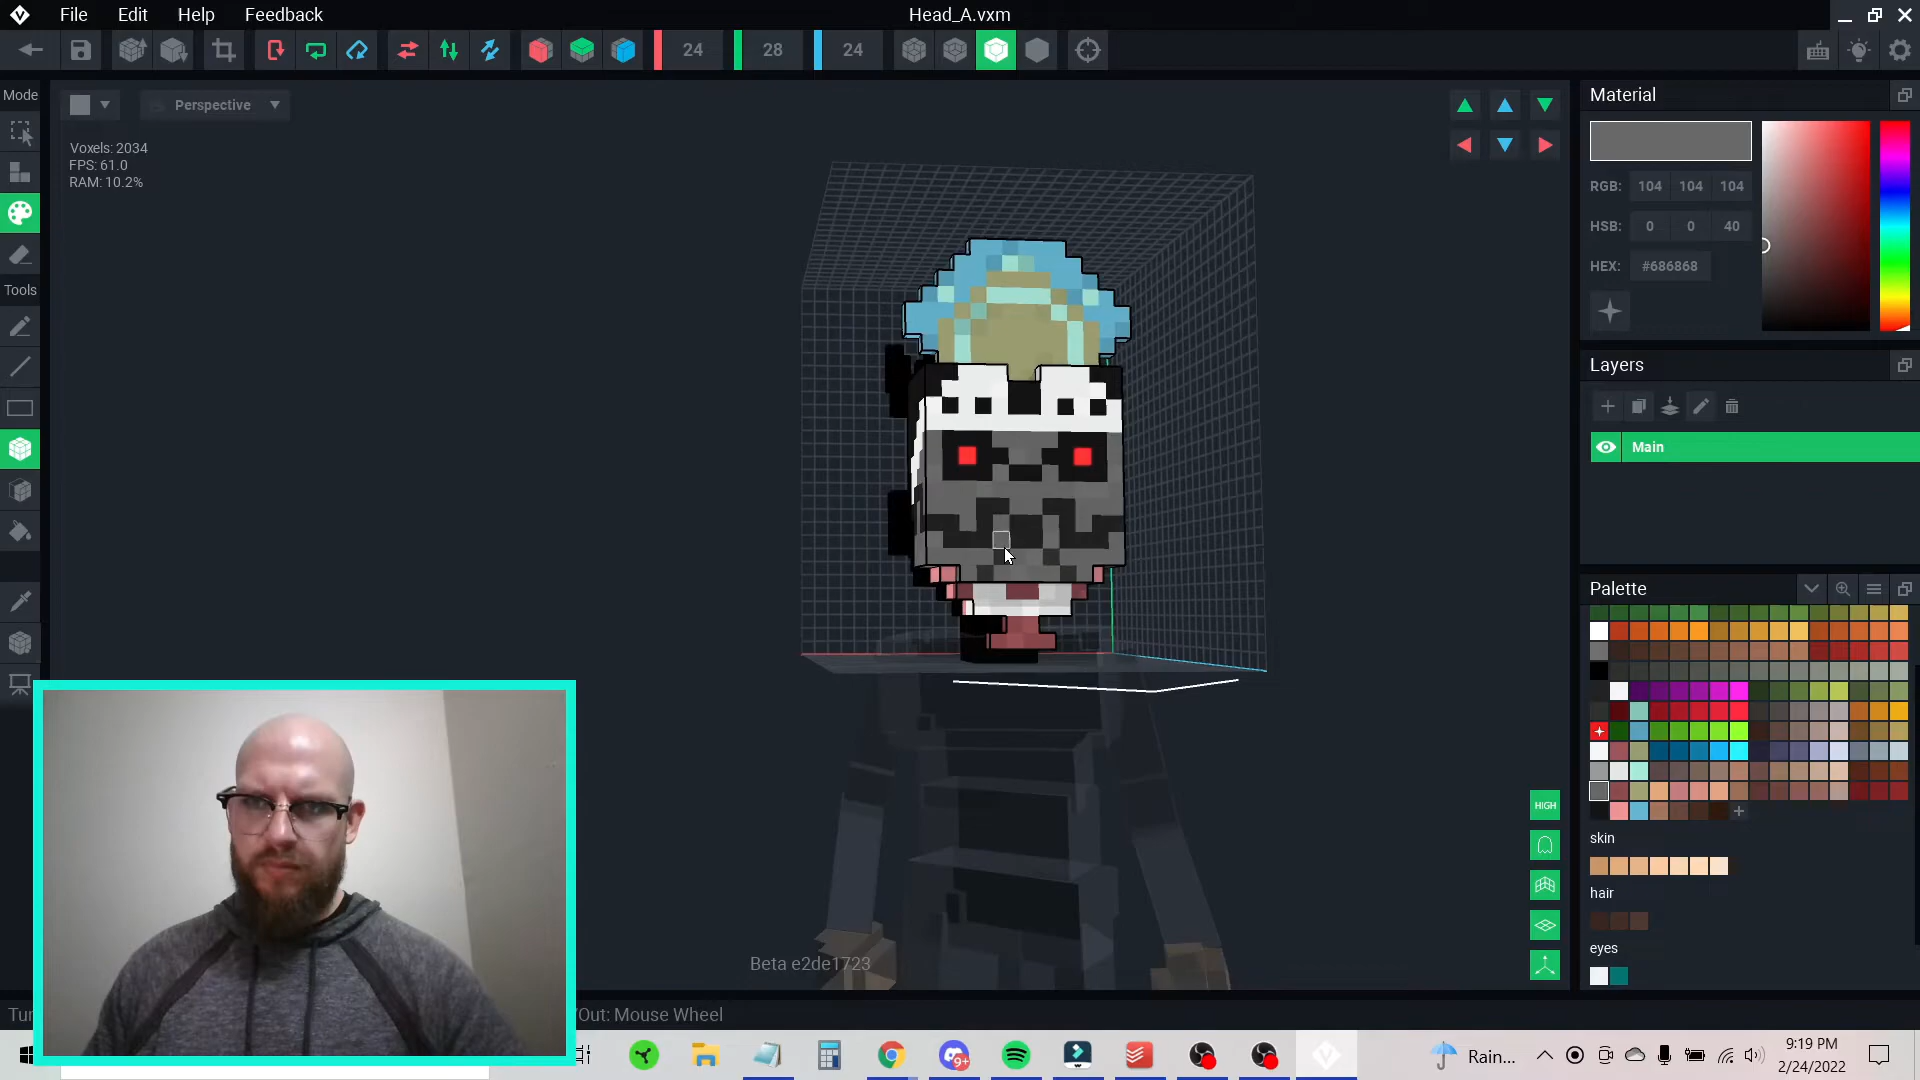 File Edit Help Feedback
Head_A.vxm
24 28 24
Mode
Perspective
Voxels: 2034
FPS: 61.0
RAM: 10.2%
Tools
Material
RGB: 104 104 104
HSB: 0 0 40
HEX: #686868
Layers
Main
Palette
skin
hair
eyes
HIGH
Beta e2de1723
/Out: Mouse Wheel
9+
Rain...
9:19 PM
2/24/2022